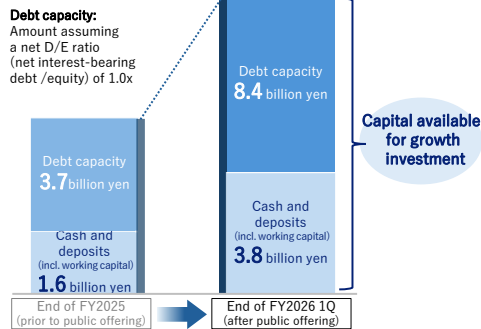 Debt capacity:
Amount assuming
a net D/E ratio
(net interest-bearing
debt /equity) of 1.0x
Debt capacity
3.7 billion yen
Cash and
deposits
(incl. working capital)
1.6 billion yen
Debt capacity
8.4 billion yen
Cash and
deposits
(incl. working capital)
3.8 billion yen
Capital available
for growth
investment
End of FY2025
(prior to public offering)
End of FY2026 1Q
(after public offering)